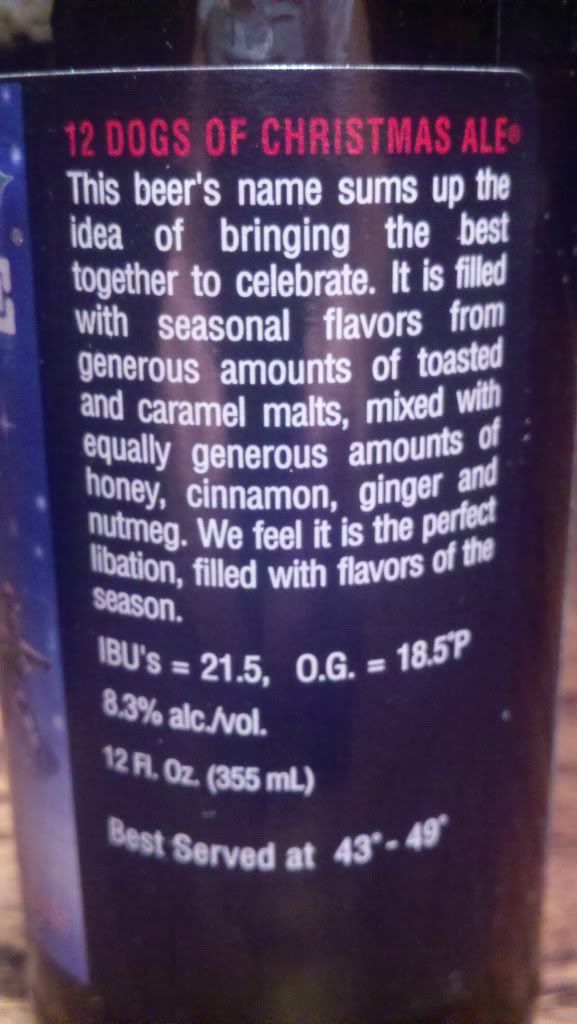 12 DOGS OF CHRISTMAS ALE®
This beer's name sums up the
idea of bringing the best
together to celebrate. It is filled
with seasonal flavors from
generous amounts of toasted
and caramel malts, mixed with
equally generous amounts of
honey, cinnamon, ginger and
nutmeg. We feel it is the perfect
libation, filled with flavors of the
season.
IBU's = 21.5, O.G. = 18.5°P
8.3% alc./vol.
12 Fl. Oz. (355 mL)
Best Served at 43° - 49°